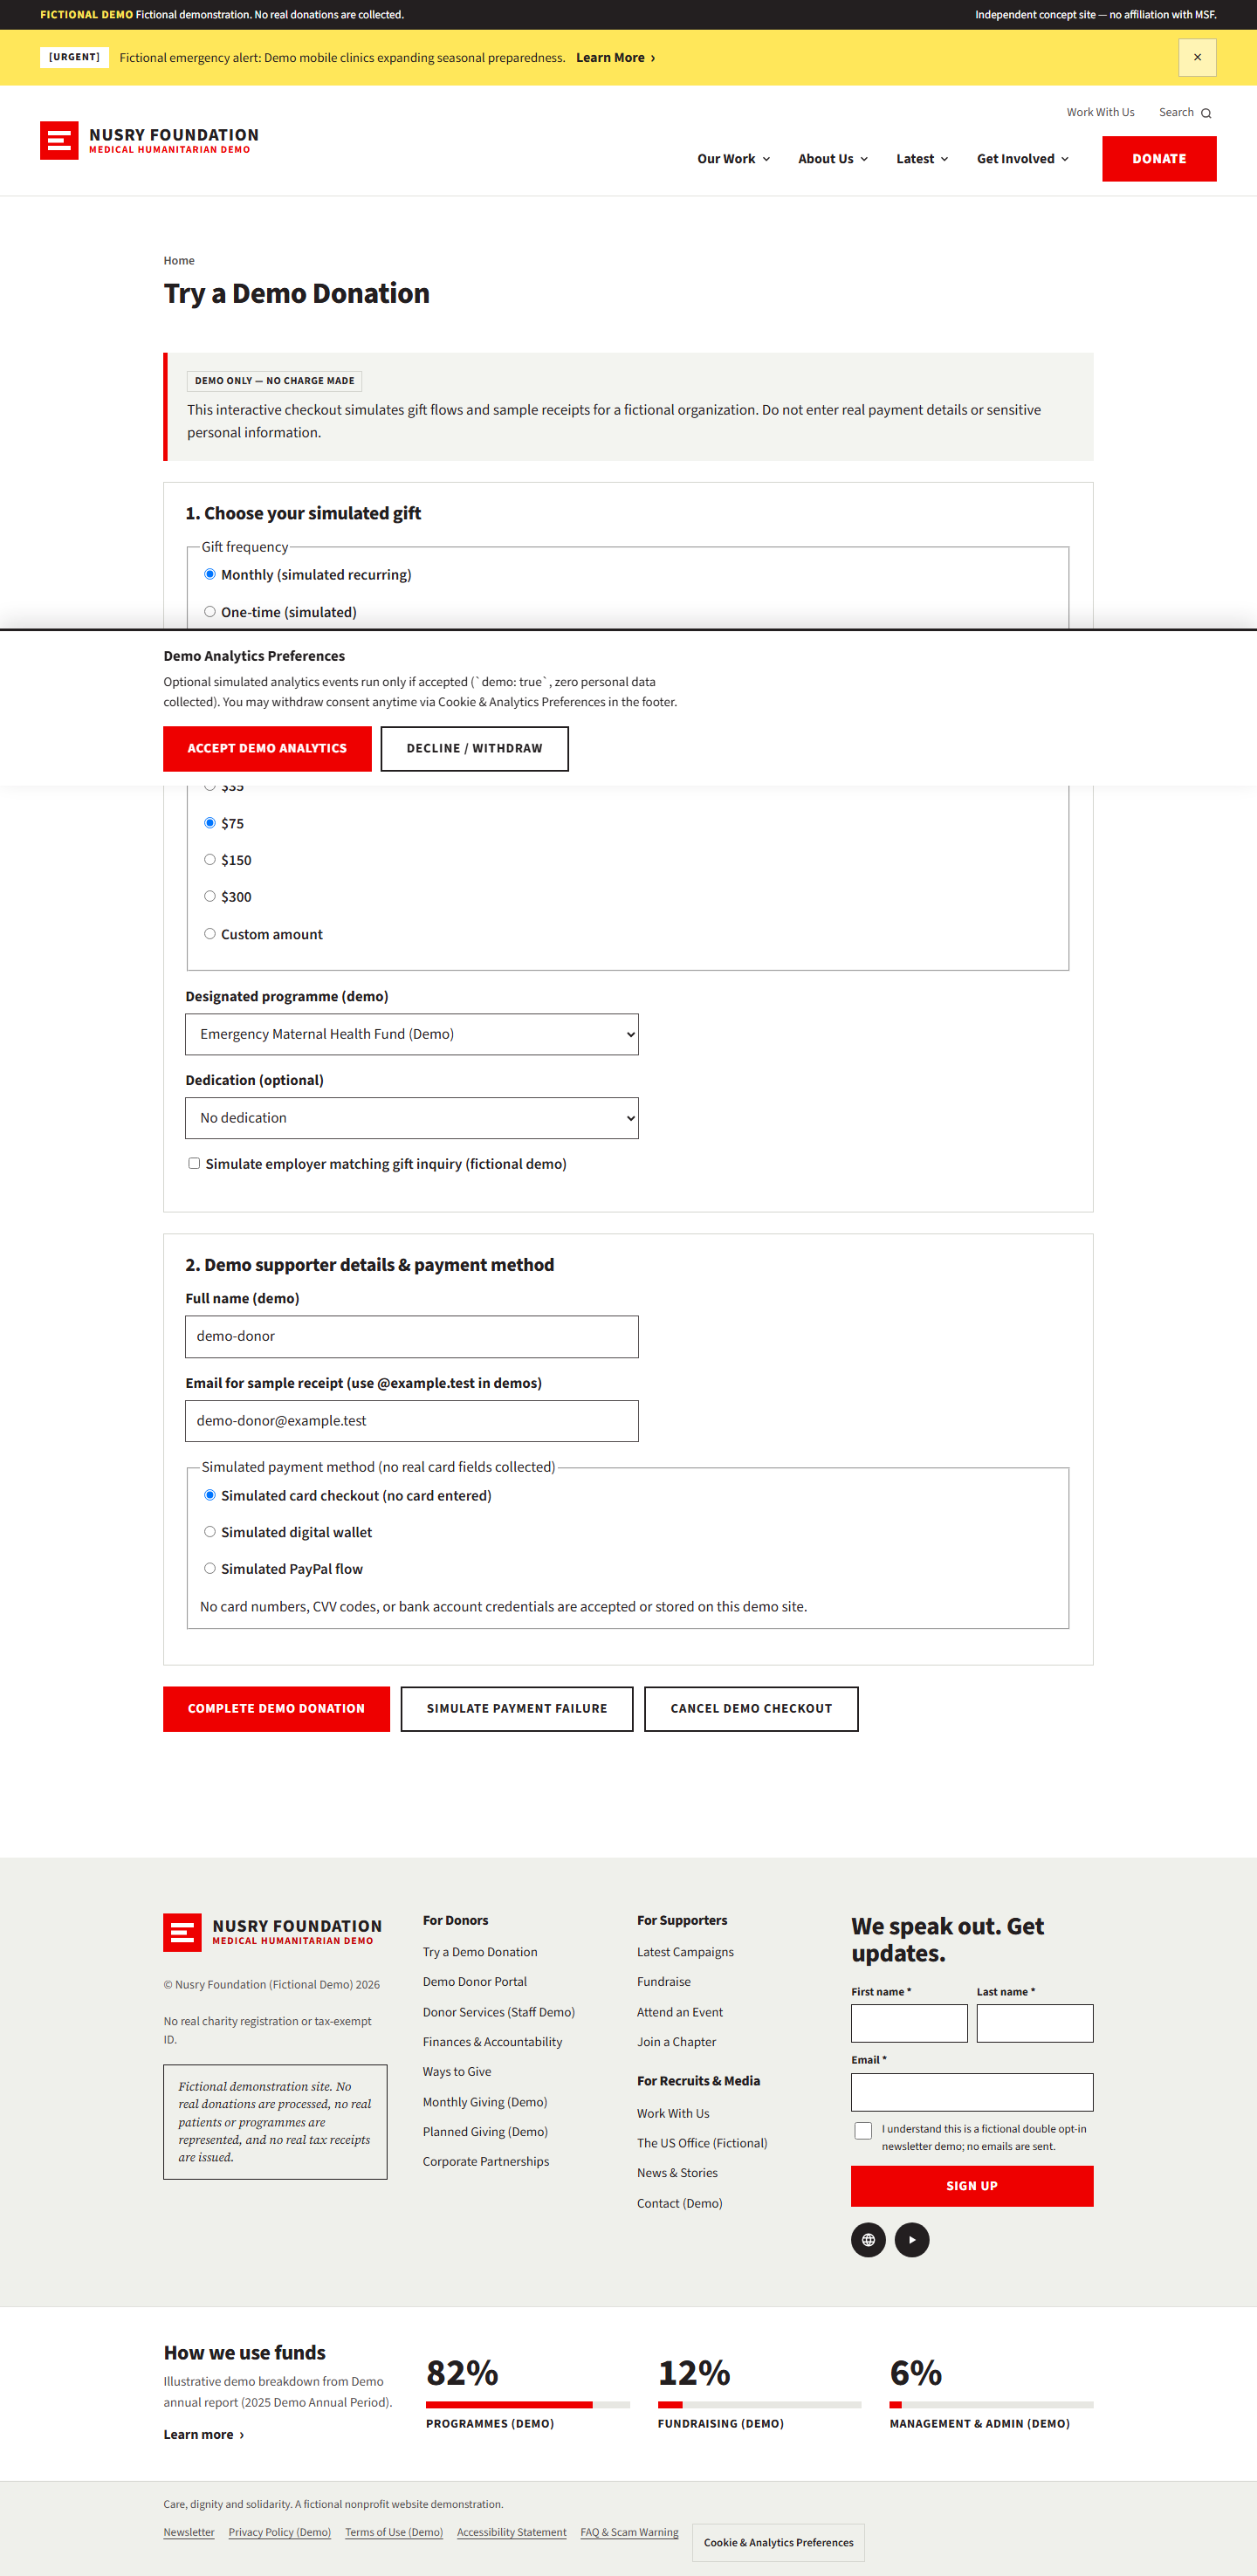 FICTIONAL DEMO Fictional demonstration. No real donations are collected.
Independent concept site — no affiliation with MSF.
[URGENT] Fictional emergency alert: Demo mobile clinics expanding seasonal preparedness. Learn More ›
×
Work With Us Search
NUSRY FOUNDATION
MEDICAL HUMANITARIAN DEMO
Our Work About Us Latest Get Involved DONATE
Home
Try a Demo Donation
DEMO ONLY — NO CHARGE MADE
This interactive checkout simulates gift flows and sample receipts for a fictional organization. Do not enter real payment details or sensitive
personal information.
1. Choose your simulated gift
Gift frequency
Monthly (simulated recurring)
One-time (simulated)
Demo Analytics Preferences
Optional simulated analytics events run only if accepted (`demo: true`, zero personal data
collected). You may withdraw consent anytime via Cookie & Analytics Preferences in the footer.
ACCEPT DEMO ANALYTICS DECLINE / WITHDRAW
$35
$75
$150
$300
Custom amount
Designated programme (demo)
Emergency Maternal Health Fund (Demo)
Dedication (optional)
No dedication
Simulate employer matching gift inquiry (fictional demo)
2. Demo supporter details & payment method
Full name (demo)
demo-donor
Email for sample receipt (use @example.test in demos)
demo-donor@example.test
Simulated payment method (no real card fields collected)
Simulated card checkout (no card entered)
Simulated digital wallet
Simulated PayPal flow
No card numbers, CVV codes, or bank account credentials are accepted or stored on this demo site.
COMPLETE DEMO DONATION SIMULATE PAYMENT FAILURE CANCEL DEMO CHECKOUT
NUSRY FOUNDATION
MEDICAL HUMANITARIAN DEMO
© Nusry Foundation (Fictional Demo) 2026
No real charity registration or tax-exempt
ID.
Fictional demonstration site. No
real donations are processed, no real
patients or programmes are
represented, and no real tax receipts
are issued.
For Donors
Try a Demo Donation
Demo Donor Portal
Donor Services (Staff Demo)
Finances & Accountability
Ways to Give
Monthly Giving (Demo)
Planned Giving (Demo)
Corporate Partnerships
For Supporters
Latest Campaigns
Fundraise
Attend an Event
Join a Chapter
For Recruits & Media
Work With Us
The US Office (Fictional)
News & Stories
Contact (Demo)
We speak out. Get
updates.
First name * Last name *
Email *
I understand this is a fictional double opt-in
newsletter demo; no emails are sent.
SIGN UP
How we use funds
Illustrative demo breakdown from Demo
annual report (2025 Demo Annual Period).
Learn more ›
82%
PROGRAMMES (DEMO)
12%
FUNDRAISING (DEMO)
6%
MANAGEMENT & ADMIN (DEMO)
Care, dignity and solidarity. A fictional nonprofit website demonstration.
Newsletter Privacy Policy (Demo) Terms of Use (Demo) Accessibility Statement FAQ & Scam Warning Cookie & Analytics Preferences